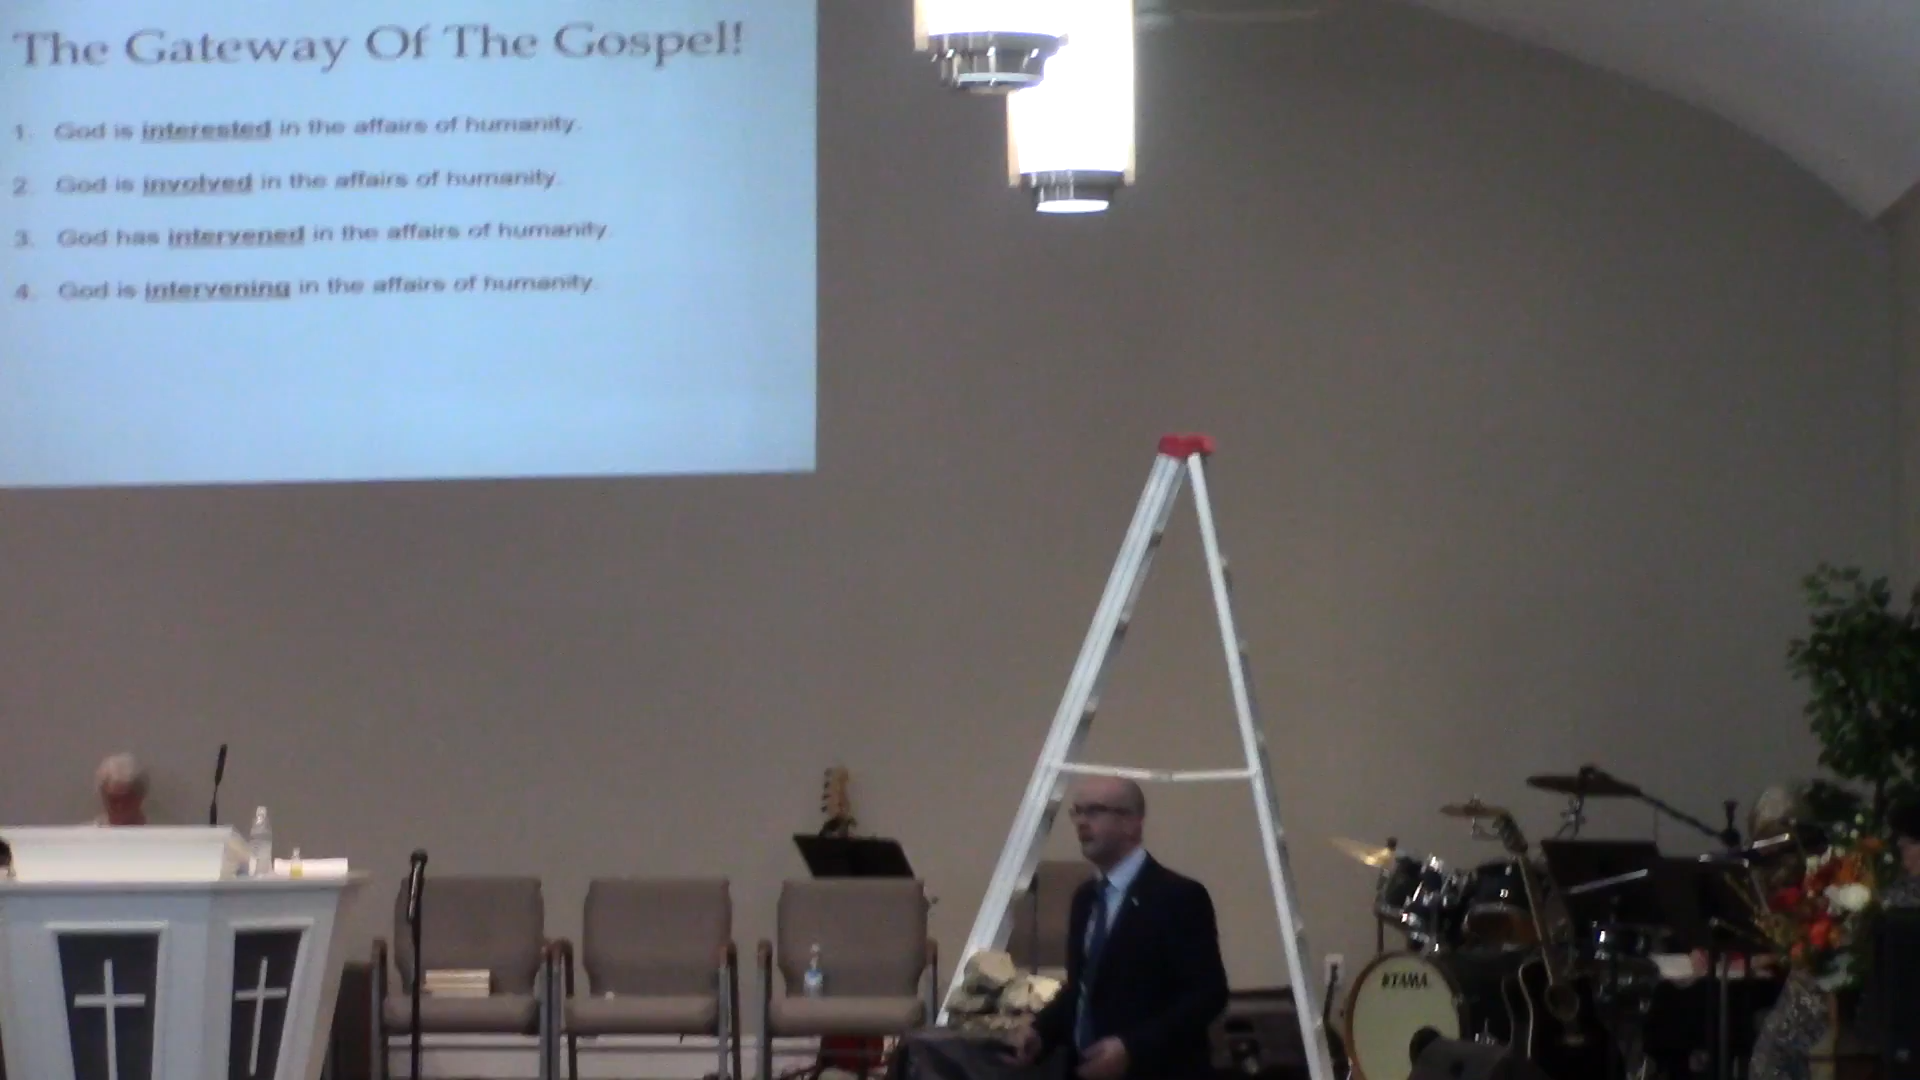 The Gateway Of The Gospel!
1. God is interested in the affairs of humanity.
2. God is involved in the affairs of humanity.
3. God has intervened in the affairs of humanity.
4. God is intervening in the affairs of humanity.
TAMA